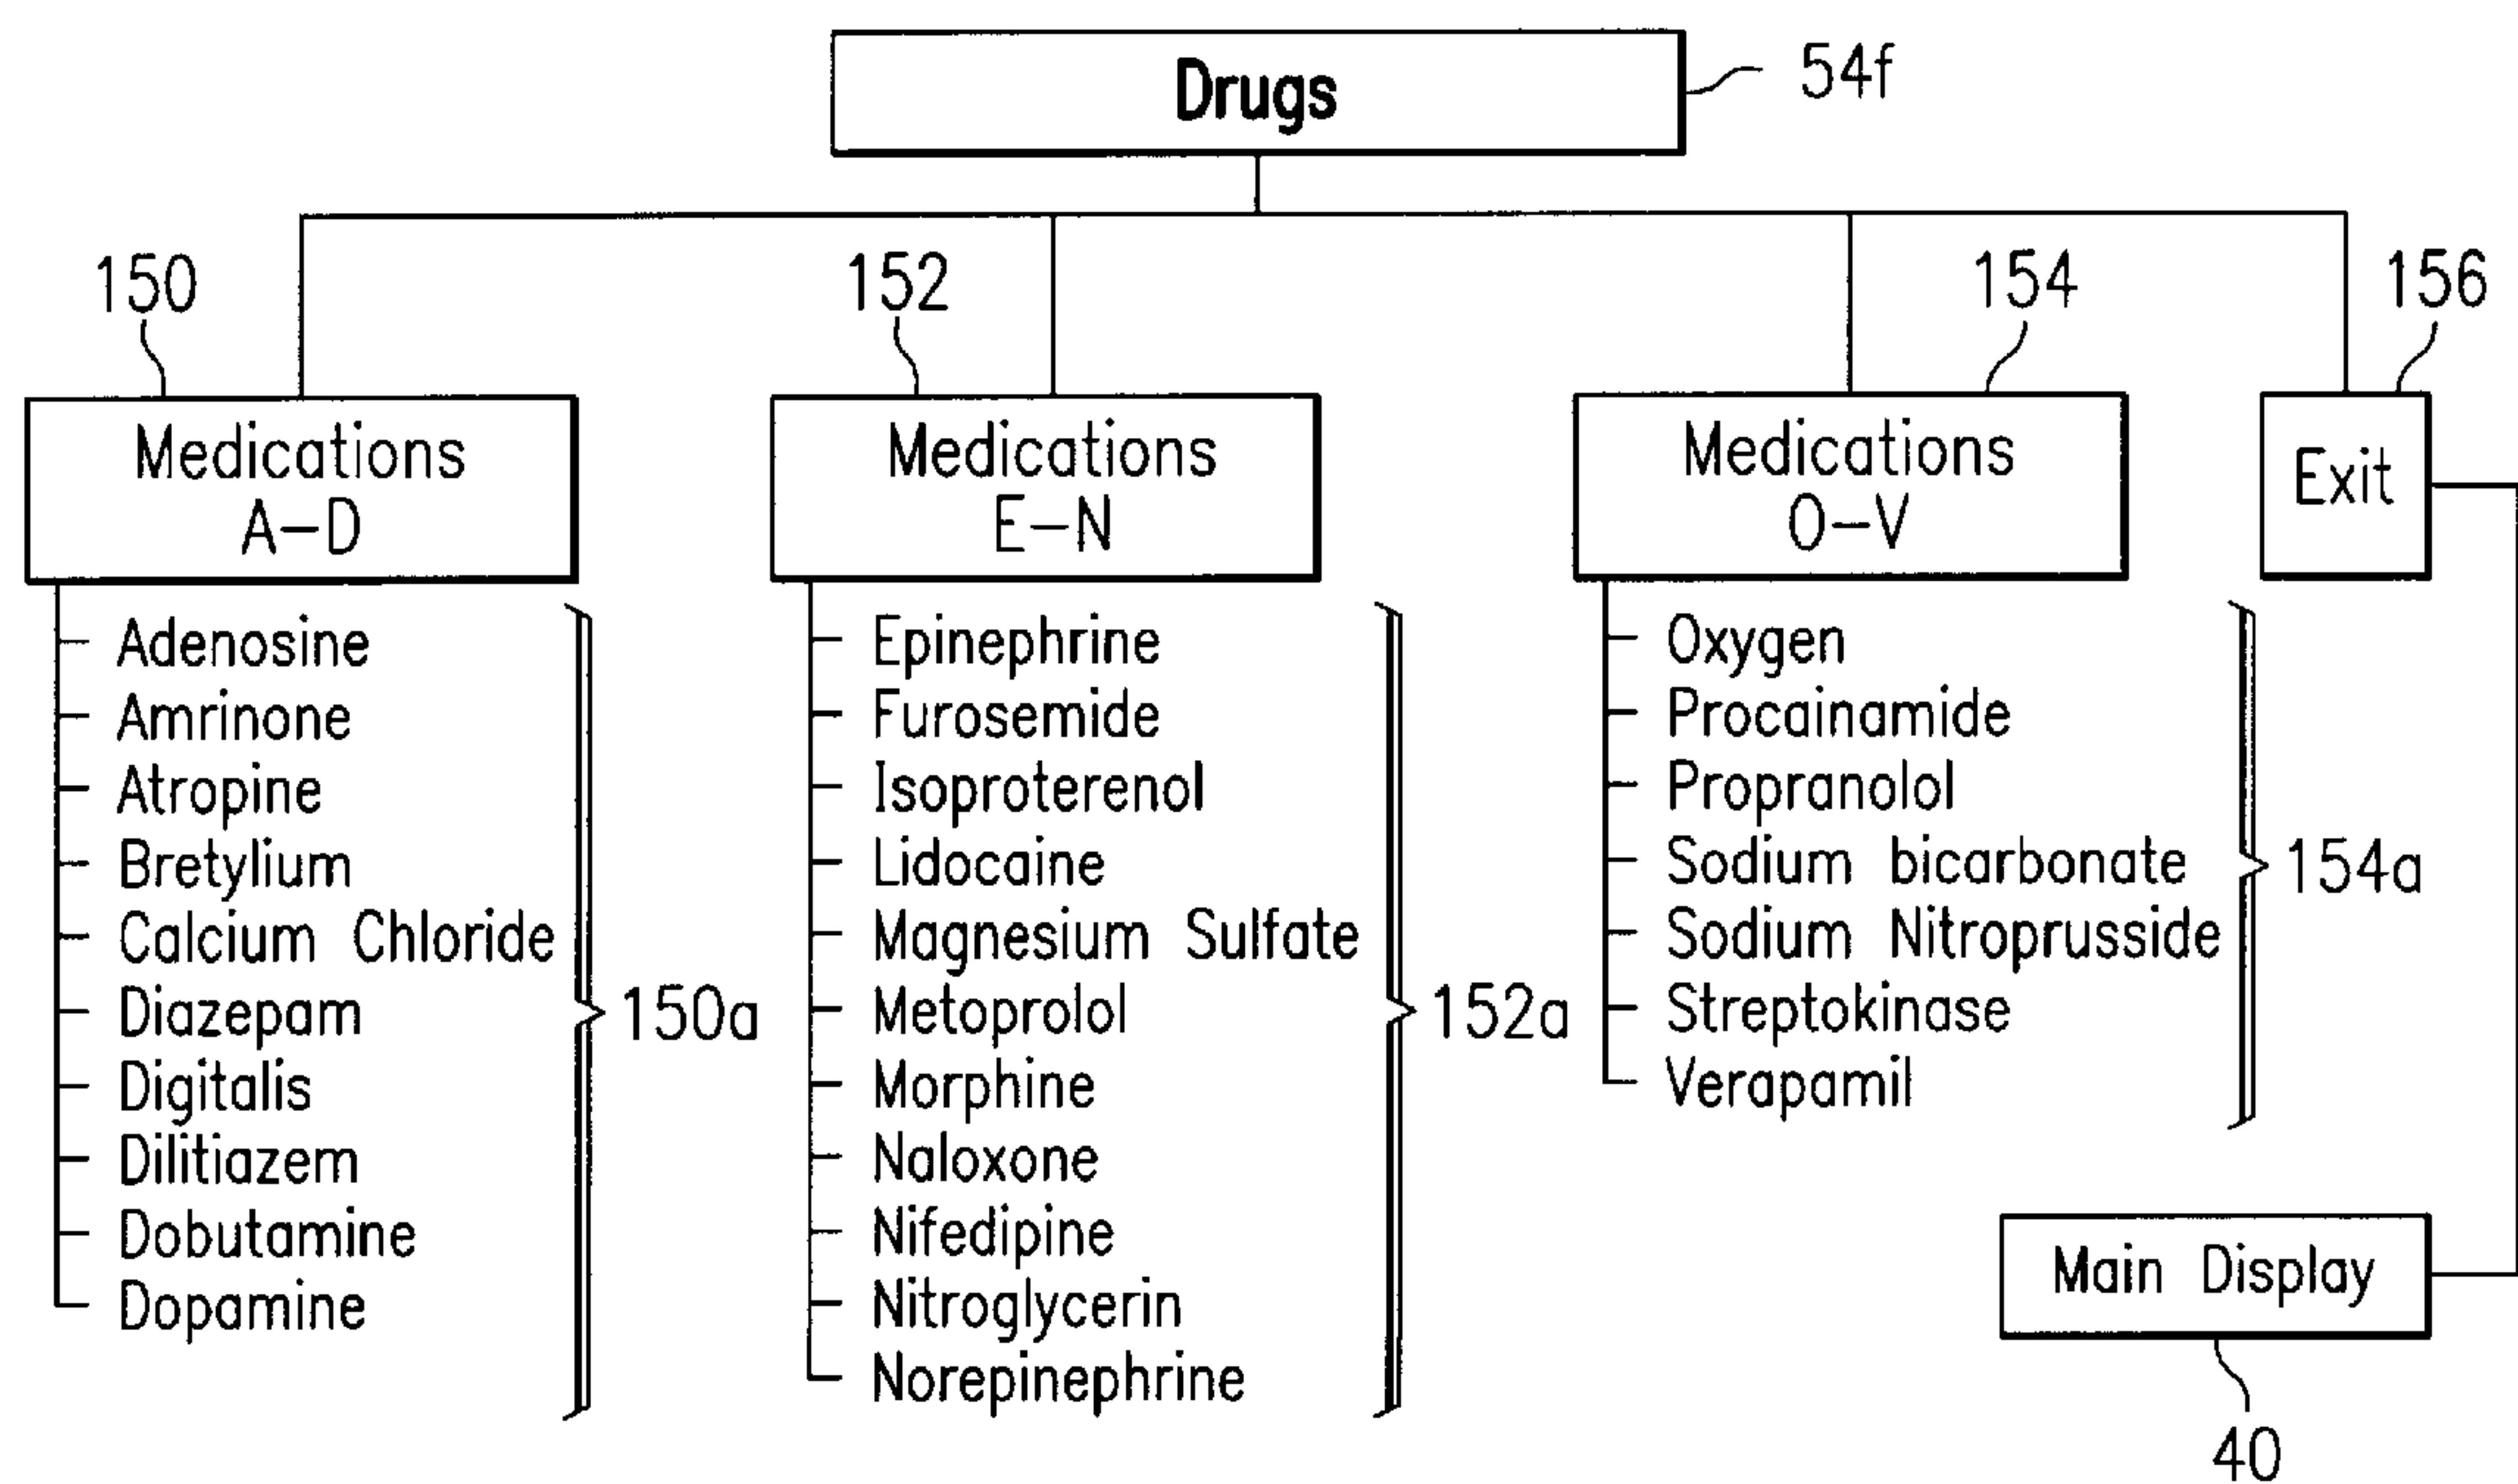 Drugs
54f
150
152
154
156
Medications
A-D
Medications
E-N
Medications
O-V
Exit
Adenosine
Amrinone
Atropine
Bretylium
Calcium Chloride
Diazepam
Digitalis
Dilitiazem
Dobutamine
Dopamine
150a
Epinephrine
Furosemide
Isoproterenol
Lidocaine
Magnesium Sulfate
Metoprolol
Morphine
Naloxone
Nifedipine
Nitroglycerin
Norepinephrine
152a
Oxygen
Procainamide
Propranolol
Sodium bicarbonate
Sodium Nitroprusside
Streptokinase
Verapamil
154a
Main Display
40